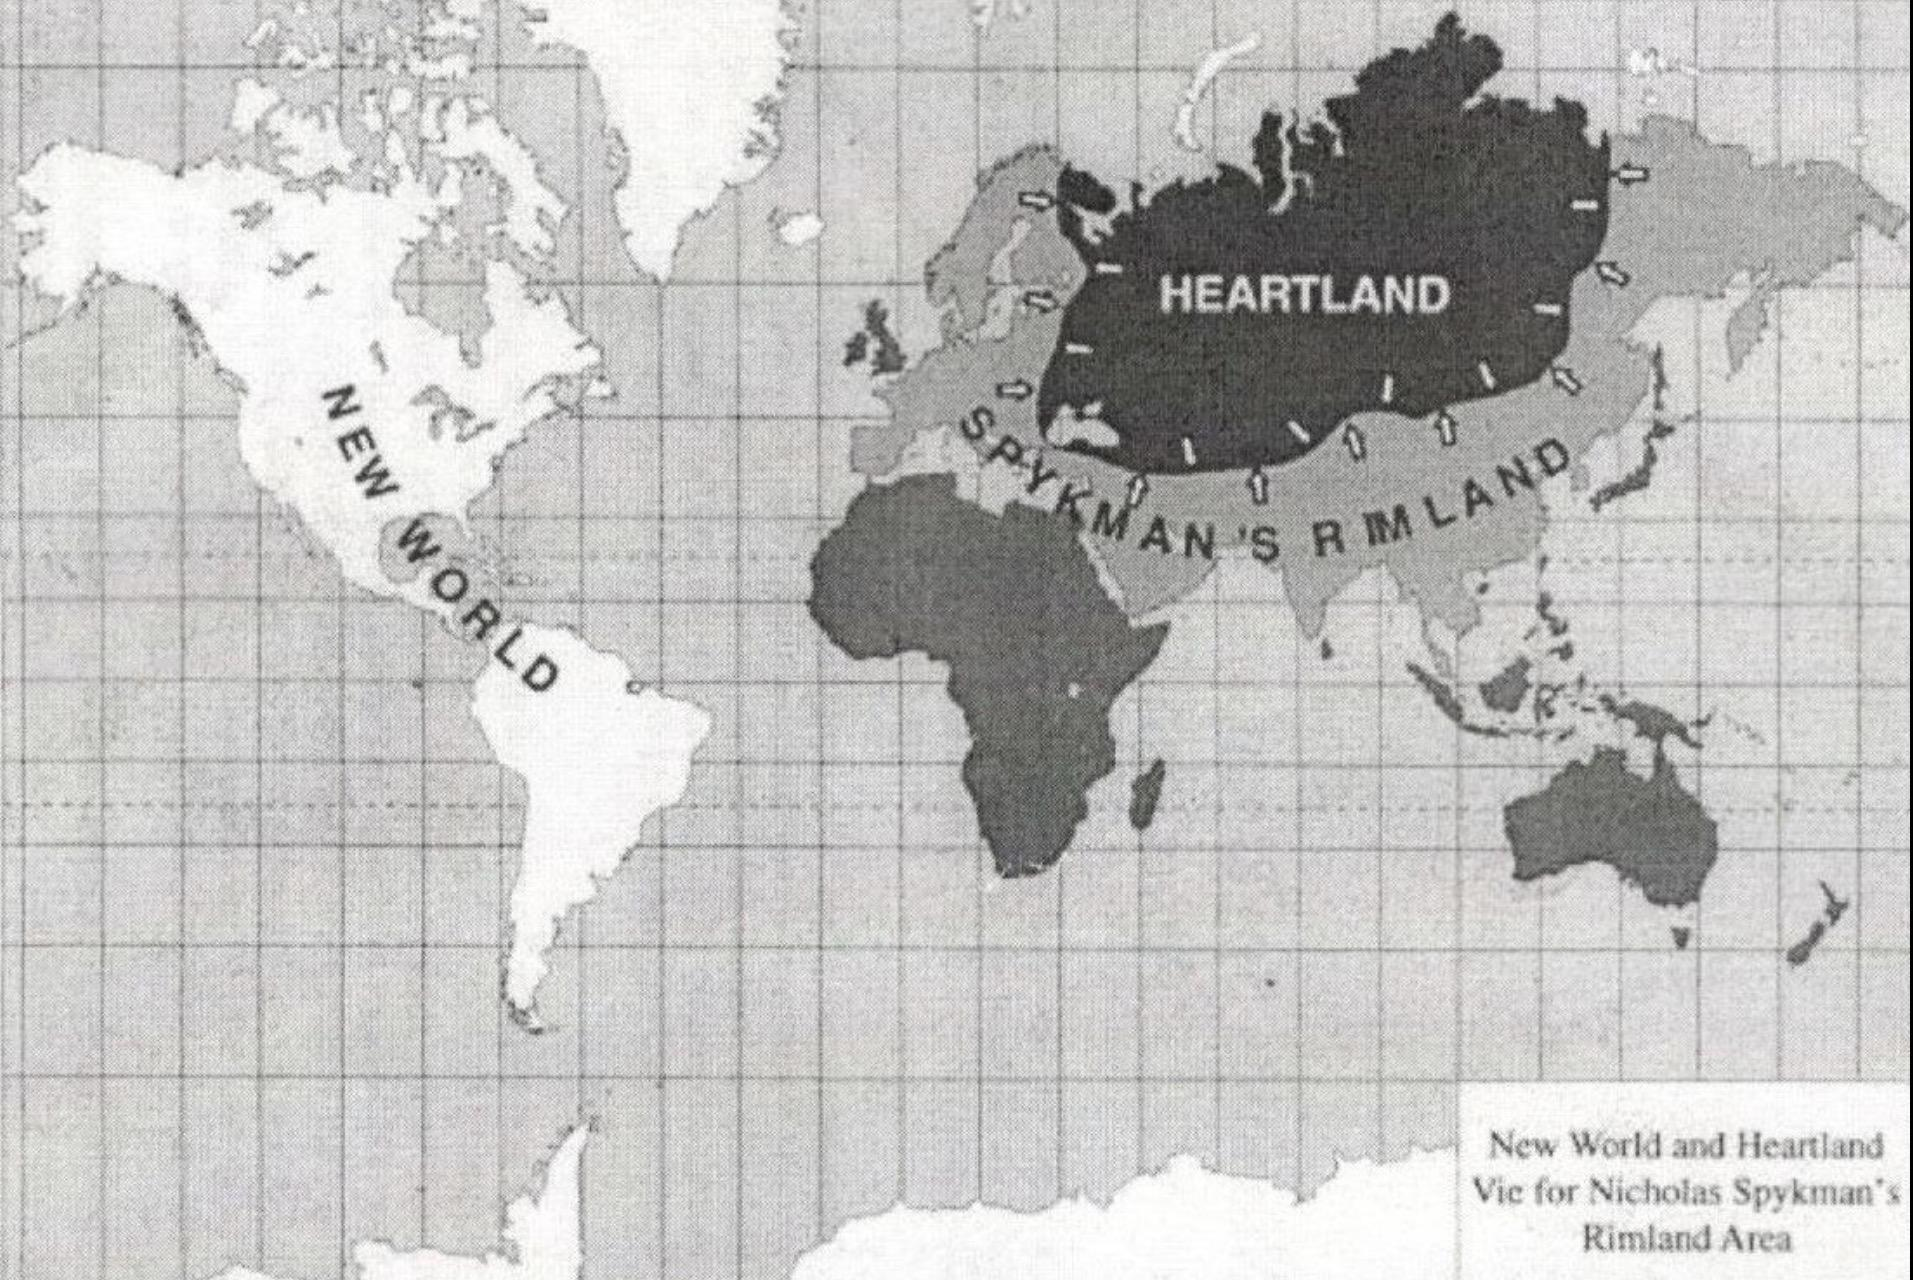 NEW WORLD
HEARTLAND
SPYKMAN'S RIMLAND
New World and Heartland
Vie for Nicholas Spykman's
Rimland Area